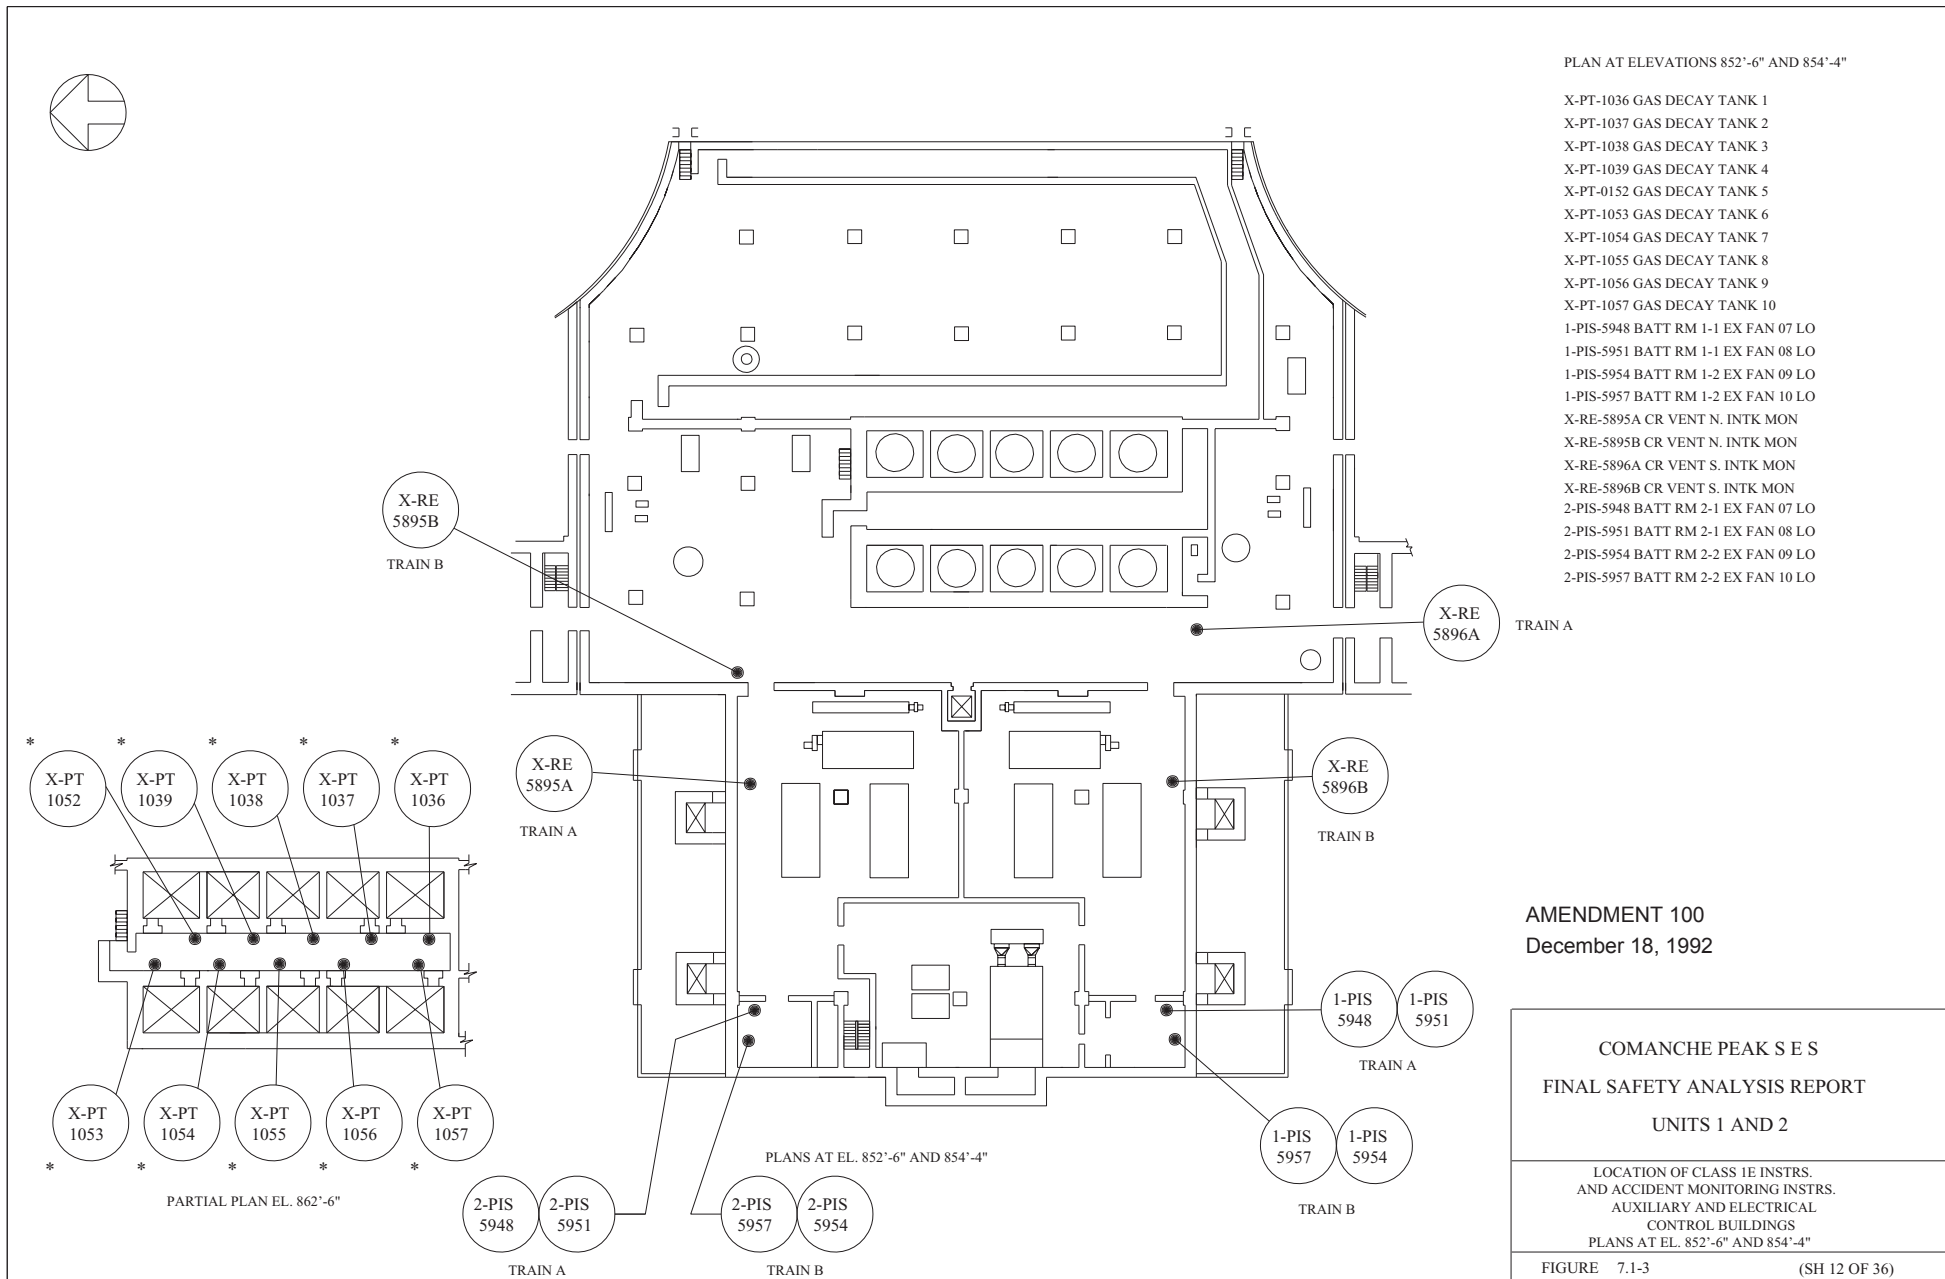 PLAN AT ELEVATIONS 852'-6" AND 854'-4"
X-PT-1036 GAS DECAY TANK 1
X-PT-1037 GAS DECAY TANK 2
X-PT-1038 GAS DECAY TANK 3
X-PT-1039 GAS DECAY TANK 4
X-PT-0152 GAS DECAY TANK 5
X-PT-1053 GAS DECAY TANK 6
X-PT-1054 GAS DECAY TANK 7
X-PT-1055 GAS DECAY TANK 8
X-PT-1056 GAS DECAY TANK 9
X-PT-1057 GAS DECAY TANK 10
1-PIS-5948 BATT RM 1-1 EX FAN 07 LO
1-PIS-5951 BATT RM 1-1 EX FAN 08 LO
1-PIS-5954 BATT RM 1-2 EX FAN 09 LO
1-PIS-5957 BATT RM 1-2 EX FAN 10 LO
X-RE-5895A CR VENT N. INTK MON
X-RE-5895B CR VENT N. INTK MON
X-RE-5896A CR VENT S. INTK MON
X-RE-5896B CR VENT S. INTK MON
2-PIS-5948 BATT RM 2-1 EX FAN 07 LO
2-PIS-5951 BATT RM 2-1 EX FAN 08 LO
2-PIS-5954 BATT RM 2-2 EX FAN 09 LO
2-PIS-5957 BATT RM 2-2 EX FAN 10 LO
X-RE
5895B
TRAIN B
X-RE
5896A
TRAIN A
X-RE
5895A
TRAIN A
X-RE
5896B
TRAIN B
* * * * *
X-PT
1052
X-PT
1039
X-PT
1038
X-PT
1037
X-PT
1036
X-PT
1053
X-PT
1054
X-PT
1055
X-PT
1056
X-PT
1057
* * * * *
PARTIAL PLAN EL. 862'-6"
1-PIS
5948
1-PIS
5951
TRAIN A
1-PIS
5957
1-PIS
5954
TRAIN B
PLANS AT EL. 852'-6" AND 854'-4"
2-PIS
5948
2-PIS
5951
TRAIN A
2-PIS
5957
2-PIS
5954
TRAIN B
AMENDMENT 100
December 18, 1992
COMANCHE PEAK S E S
FINAL SAFETY ANALYSIS REPORT
UNITS 1 AND 2
LOCATION OF CLASS 1E INSTRS.
AND ACCIDENT MONITORING INSTRS.
AUXILIARY AND ELECTRICAL
CONTROL BUILDINGS
PLANS AT EL. 852'-6" AND 854'-4"
FIGURE 7.1-3 (SH 12 OF 36)